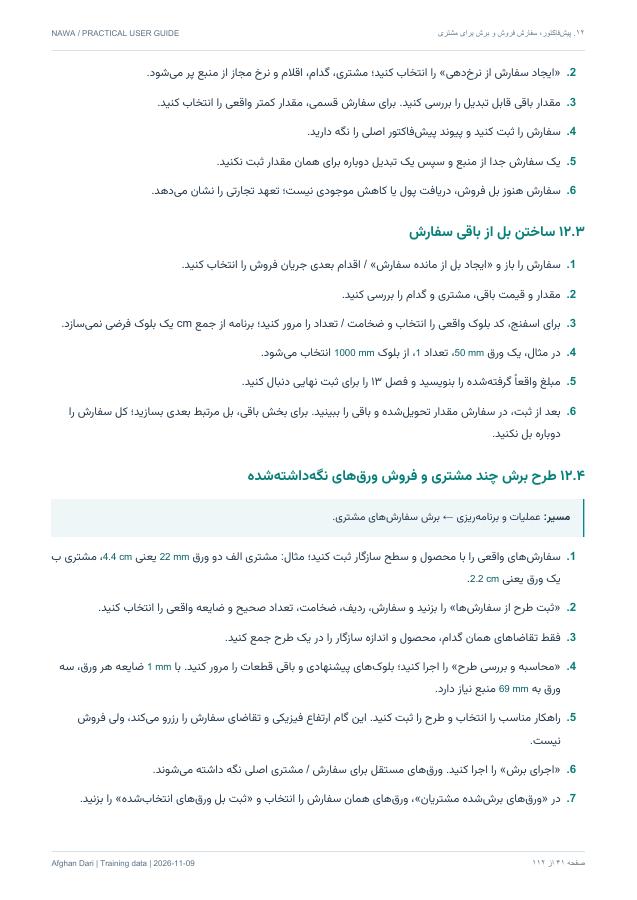 ۱۲. پیش‌فاکتور، سفارش فروش و برش برای مشتری
NAWA / PRACTICAL USER GUIDE
2. «ایجاد سفارش از نرخ‌دهی» را انتخاب کنید؛ مشتری، گدام، اقلام و نرخ مجاز از منبع پر می‌شود.
3. مقدار باقی قابل تبدیل را بررسی کنید. برای سفارش قسمی، مقدار کمتر واقعی را انتخاب کنید.
4. سفارش را ثبت کنید و پیوند پیش‌فاکتور اصلی را نگه دارید.
5. یک سفارش جدا از منبع و سپس یک تبدیل دوباره برای همان مقدار ثبت نکنید.
6. سفارش هنوز بل فروش، دریافت پول یا کاهش موجودی نیست؛ تعهد تجارتی را نشان می‌دهد.
۱۲.۳ ساختن بل از باقی سفارش
1. سفارش را باز و «ایجاد بل از مانده سفارش» / اقدام بعدی جریان فروش را انتخاب کنید.
2. مقدار و قیمت باقی، مشتری و گدام را بررسی کنید.
3. برای اسفنج، کد بلوک واقعی را انتخاب و ضخامت / تعداد را مرور کنید؛ برنامه از جمع cm یک بلوک فرضی نمی‌سازد.
4. در مثال، یک ورق 50 mm، تعداد 1، از بلوک 1000 mm انتخاب می‌شود.
5. مبلغ واقعاً گرفته‌شده را بنویسید و فصل ۱۳ را برای ثبت نهایی دنبال کنید.
6. بعد از ثبت، در سفارش مقدار تحویل‌شده و باقی را ببینید. برای بخش باقی، بل مرتبط بعدی بسازید؛ کل سفارش را
دوباره بل نکنید.
۱۲.۴ طرح برش چند مشتری و فروش ورق‌های نگه‌داشته‌شده
مسیر: عملیات و برنامه‌ریزی ← برش سفارش‌های مشتری.
1. سفارش‌های واقعی را با محصول و سطح سازگار ثبت کنید؛ مثال: مشتری الف دو ورق 22 mm یعنی 4.4 cm، مشتری ب
یک ورق یعنی 2.2 cm.
2. «ثبت طرح از سفارش‌ها» را بزنید و سفارش، ردیف، ضخامت، تعداد صحیح و ضایعه واقعی را انتخاب کنید.
3. فقط تقاضاهای همان گدام، محصول و اندازه سازگار را در یک طرح جمع کنید.
4. «محاسبه و بررسی طرح» را اجرا کنید؛ بلوک‌های پیشنهادی و باقی قطعات را مرور کنید. با 1 mm ضایعه هر ورق، سه
ورق به 69 mm منبع نیاز دارد.
5. راهکار مناسب را انتخاب و طرح را ثبت کنید. این گام ارتفاع فیزیکی و تقاضای سفارش را رزرو می‌کند، ولی فروش
نیست.
6. «اجرای برش» را اجرا کنید. ورق‌های مستقل برای سفارش / مشتری اصلی نگه داشته می‌شوند.
7. در «ورق‌های برش‌شده مشتریان»، ورق‌های همان سفارش را انتخاب و «ثبت بل ورق‌های انتخاب‌شده» را بزنید.
صفحه ۴۱ از ۱۱۲
Afghan Dari | Training data | 2026-11-09